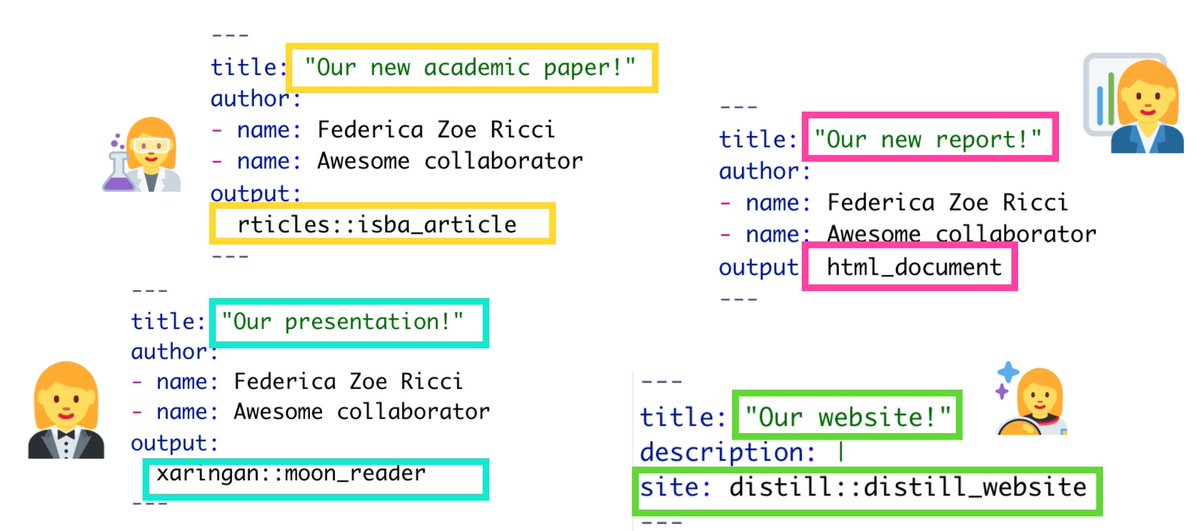 ---
title: "Our new academic paper!"
author:
- name: Federica Zoe Ricci
- name: Awesome collaborator
output:
rticles::isba_article
---
---
title: "Our new report!"
author:
- name: Federica Zoe Ricci
- name: Awesome collaborator
output html_document
---
---
title: "Our presentation!"
author:
- name: Federica Zoe Ricci
- name: Awesome collaborator
output:
xaringan::moon_reader
---
---
title: "Our website!"
description: |
site: distill::distill_website
---